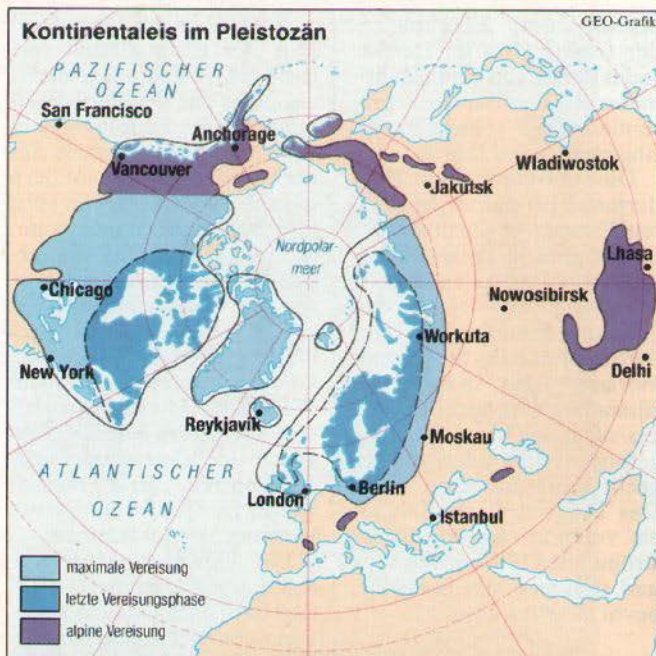 GEO-Grafik
Kontinentaleis im Pleistozän
PAZIFISCHER
OZEAN
San Francisco
Anchorage
Vancouver
Wladiwostok
Jakutsk
Nordpolar-
meer
Lhasa
Chicago
Nowosibirsk
Workuta
New York
Delhi
Reykjavík
Moskau
ATLANTISCHER
OZEAN
London
Berlin
Istanbul
maximale Vereisung
letzte Vereisungsphase
alpine Vereisung